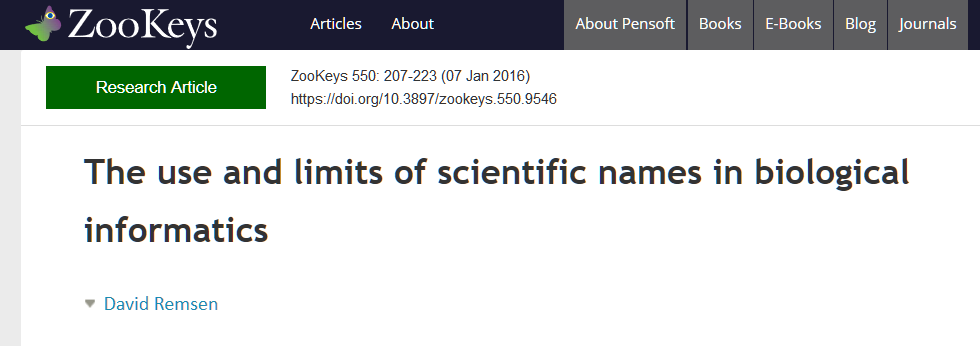 ZooKeys Articles About About Pensoft Books E-Books Blog Journals
Research Article
ZooKeys 550: 207-223 (07 Jan 2016)
https://doi.org/10.3897/zookeys.550.9546
The use and limits of scientific names in biological
informatics
David Remsen